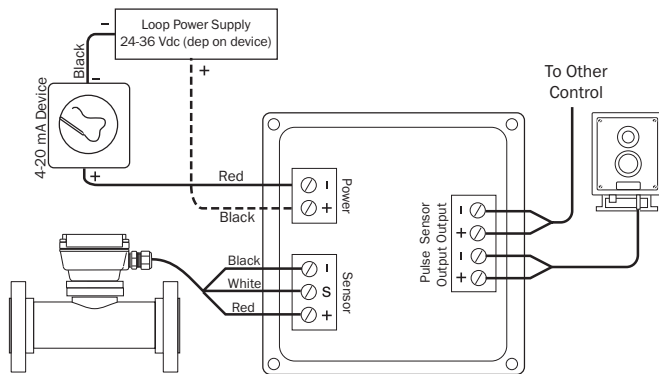 Loop Power Supply
24-36 Vdc (dep on device)
−
+
Black
−
4-20 mA Device
+
Red
Black
Power
-
+
To Other
Control
Black
White
Red
Sensor
-
S
+
Pulse Sensor
Output Output
-
+
-
+